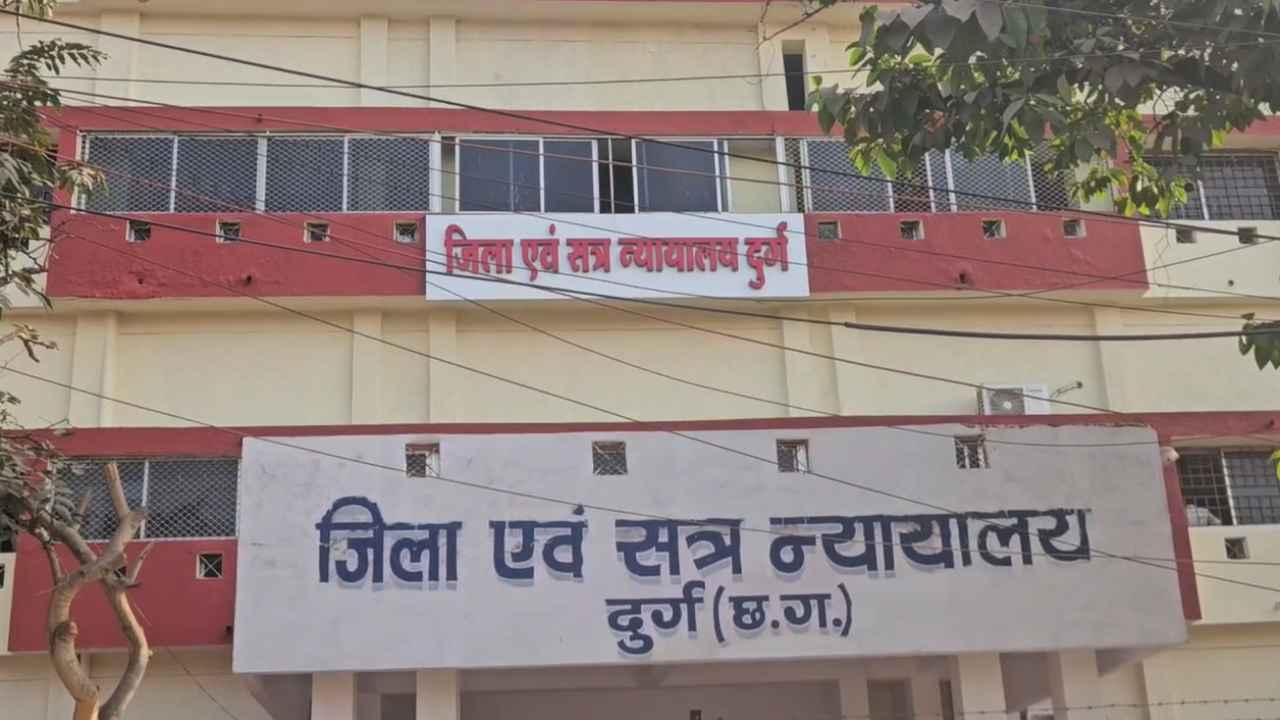 जिला एवं सत्र न्यायालय दुर्ग
जिला एवं सत्र न्यायालय
दुर्ग (छ.ग.)